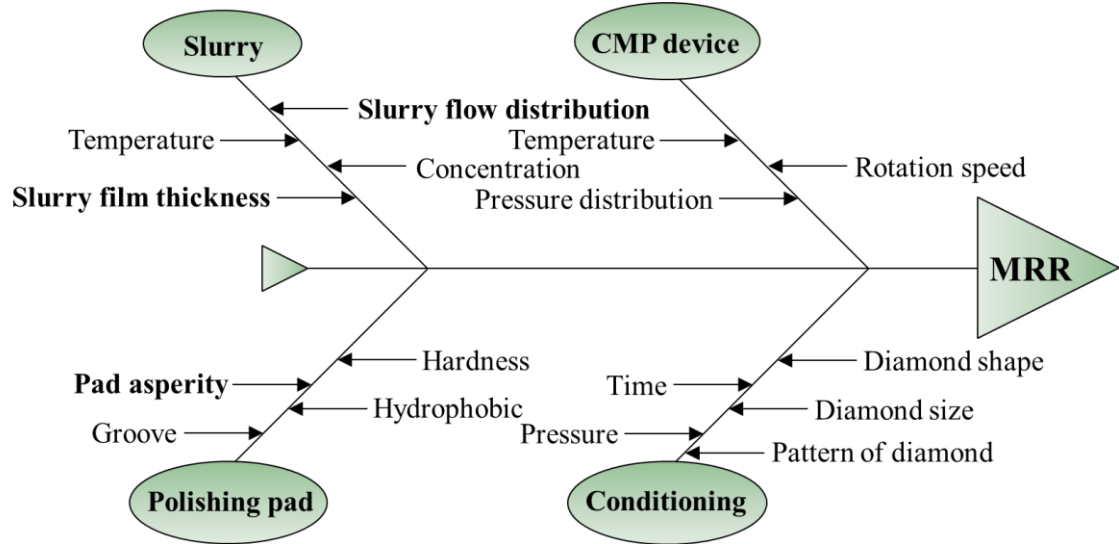 Slurry
CMP device
Slurry flow distribution
Temperature
Concentration
Slurry film thickness
Temperature
Rotation speed
Pressure distribution
MRR
Hardness
Pad asperity
Hydrophobic
Groove
Polishing pad
Diamond shape
Time
Diamond size
Pressure
Pattern of diamond
Conditioning